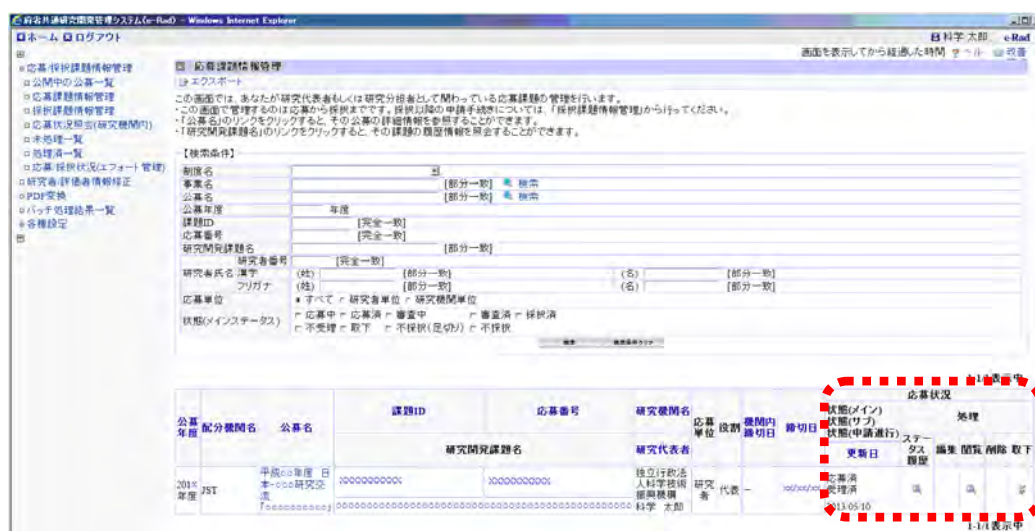 府省共通研究開発管理システム(e-Rad) - Windows Internet Explorer
ホーム ログアウト
科学 太郎 e-Rad
画面を表示してから経過した時間
応募/採択課題情報管理
公開中の公募一覧
応募課題情報管理
採択課題情報管理
応募状況照会(研究機関内)
未処理一覧
処理済一覧
応募/採択状況(エフォート管理)
研究者/評価者情報修正
PDF変換
バッチ処理結果一覧
各種設定
応募課題情報管理
エクスポート
この画面では、あなたが研究代表者もしくは研究分担者として関わっている応募課題の管理を行います。
・この画面で管理するのは応募から採択までです。採択以降の申請手続きについては、「採択課題情報管理」から行ってください。
・「公募名」のリンクをクリックすると、その公募の詳細情報を参照することができます。
・「研究開発課題名」のリンクをクリックすると、その課題の履歴情報を照会することができます。
【検索条件】
制度名
事業名 [部分一致] 検索
公募名 [部分一致] 検索
公募年度 年度
課題ID [完全一致]
応募番号 [完全一致]
研究開発課題名 [部分一致]
研究者番号 [完全一致]
研究者氏名 漢字 (姓) [部分一致] (名) [部分一致]
フリガナ (姓) [部分一致] (名) [部分一致]
応募単位 すべて 研究者単位 研究機関単位
状態(メインステータス) 応募中 応募済 審査中 審査済 採択済
不受理 取下 不採択(足切り) 不採択
検索 検索条件クリア
1-1/1表示中
公募年度 配分機関名 公募名 課題ID 応募番号 研究機関名 応募単位 役割 機関内締切日 締切日 応募状況
状態(メイン)
状態(サブ)
状態(申請進行)
処理
研究開発課題名 研究代表者 更新日 ステータス履歴 編集 閲覧 削除 取下
201×年度 JST 平成○○年度 日本-○○○研究交流「○○○○○○○○○○」 XXXXXXXXXX XXXXXXXXXX 独立行政法人科学技術振興機構 研究者 代表 - xx/xx/xx 応募済
受理済
○○○○○○○○○○○○○○○○○○○○○○○○○○○○○○○○○○○○○○○○○○○○○○○○○○ 科学 太郎 2013/05/10
1-1/1表示中